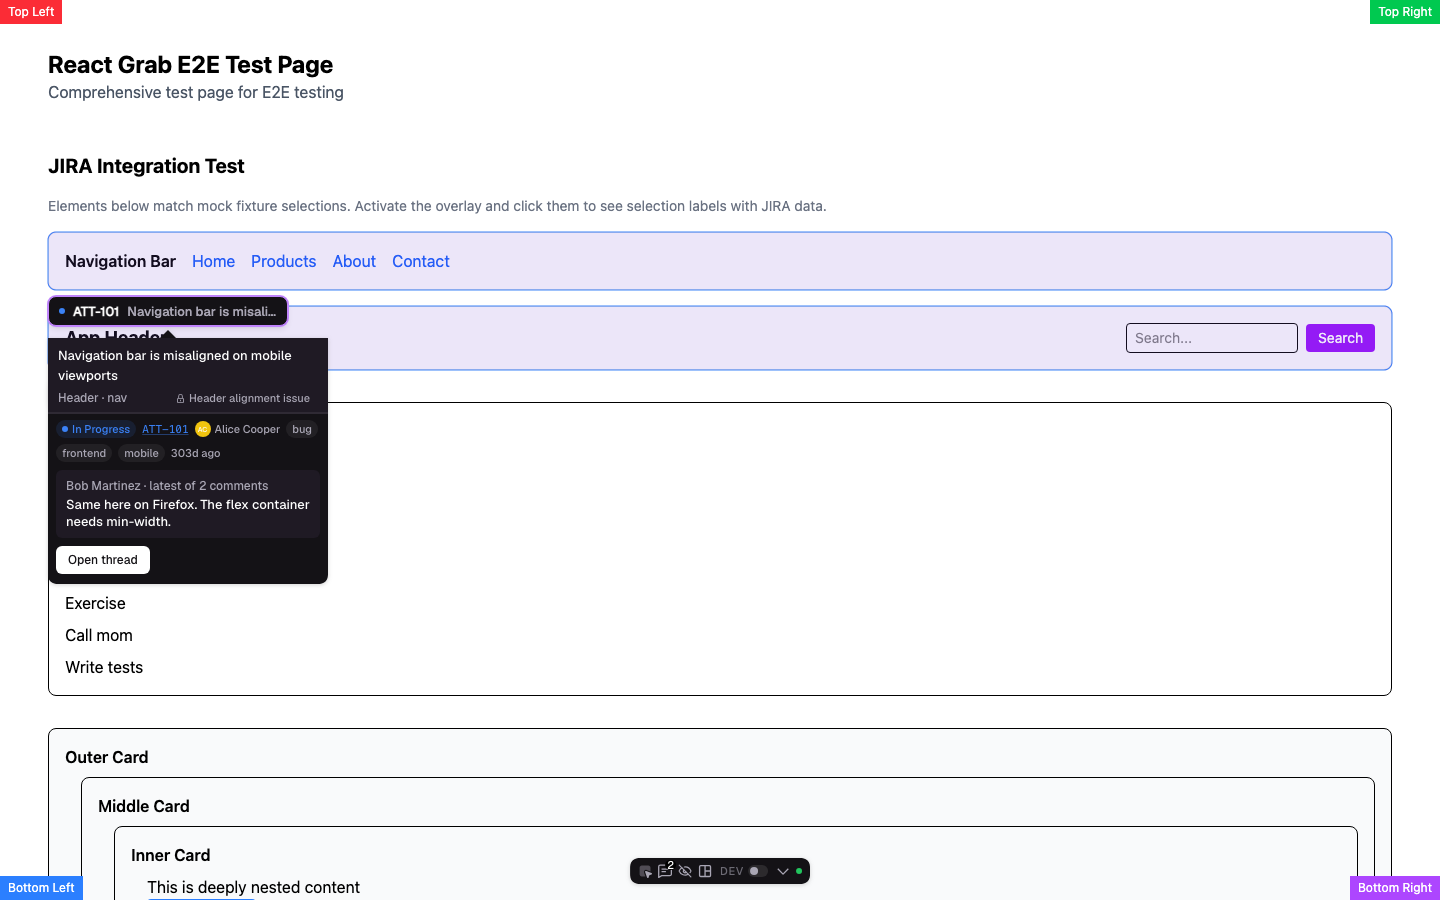 Top Left
Top Right
React Grab E2E Test Page
Comprehensive test page for E2E testing
JIRA Integration Test
Elements below match mock fixture selections. Activate the overlay and click them to see selection labels with JIRA data.
Navigation Bar Home Products About Contact
ATT-101 Navigation bar is misali...
App Header
Search... Search
Navigation bar is misaligned on mobile
viewports
Header · nav Header alignment issue
In Progress ATT-101 AC Alice Cooper bug
frontend mobile 303d ago
Bob Martinez · latest of 2 comments
Same here on Firefox. The flex container
needs min-width.
Open thread
Exercise
Call mom
Write tests
Outer Card
Middle Card
Inner Card
This is deeply nested content
2 DEV
Bottom Left
Bottom Right